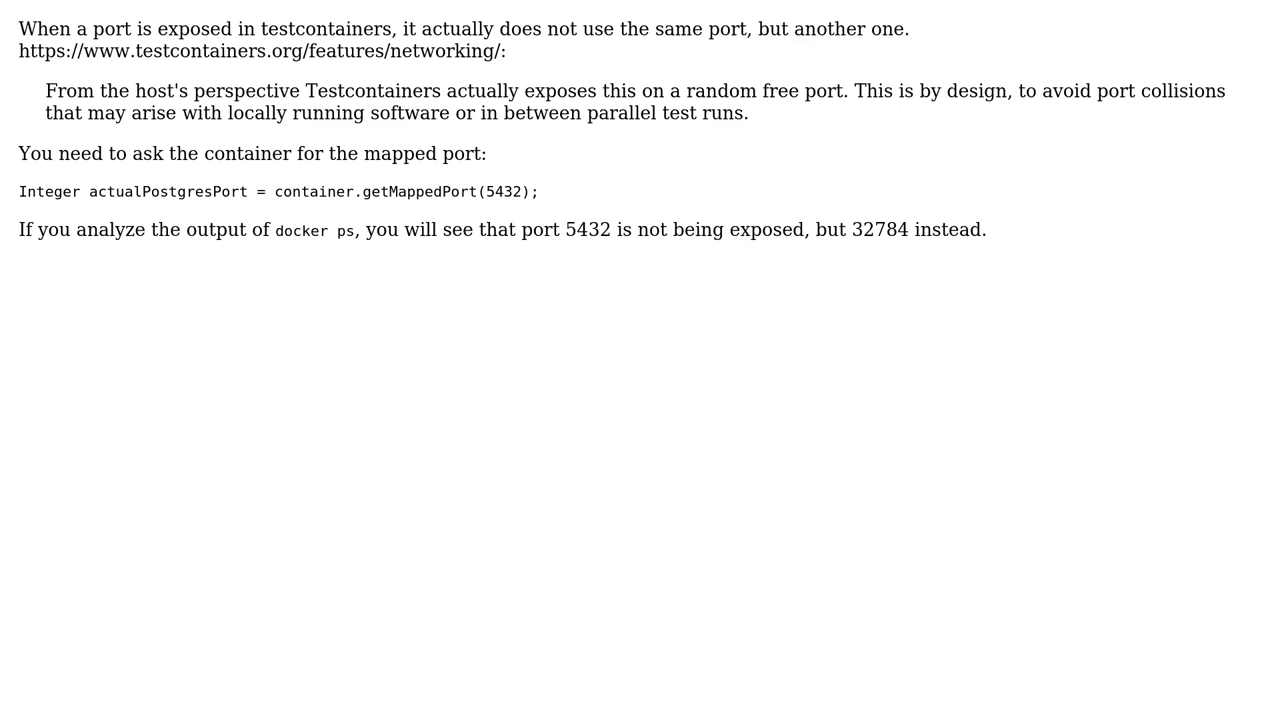 When a port is exposed in testcontainers, it actually does not use the same port, but another one.
https://www.testcontainers.org/features/networking/:
From the host's perspective Testcontainers actually exposes this on a random free port. This is by design, to avoid port collisions
that may arise with locally running software or in between parallel test runs.
You need to ask the container for the mapped port:
Integer actualPostgresPort = container.getMappedPort(5432);
If you analyze the output of docker ps, you will see that port 5432 is not being exposed, but 32784 instead.